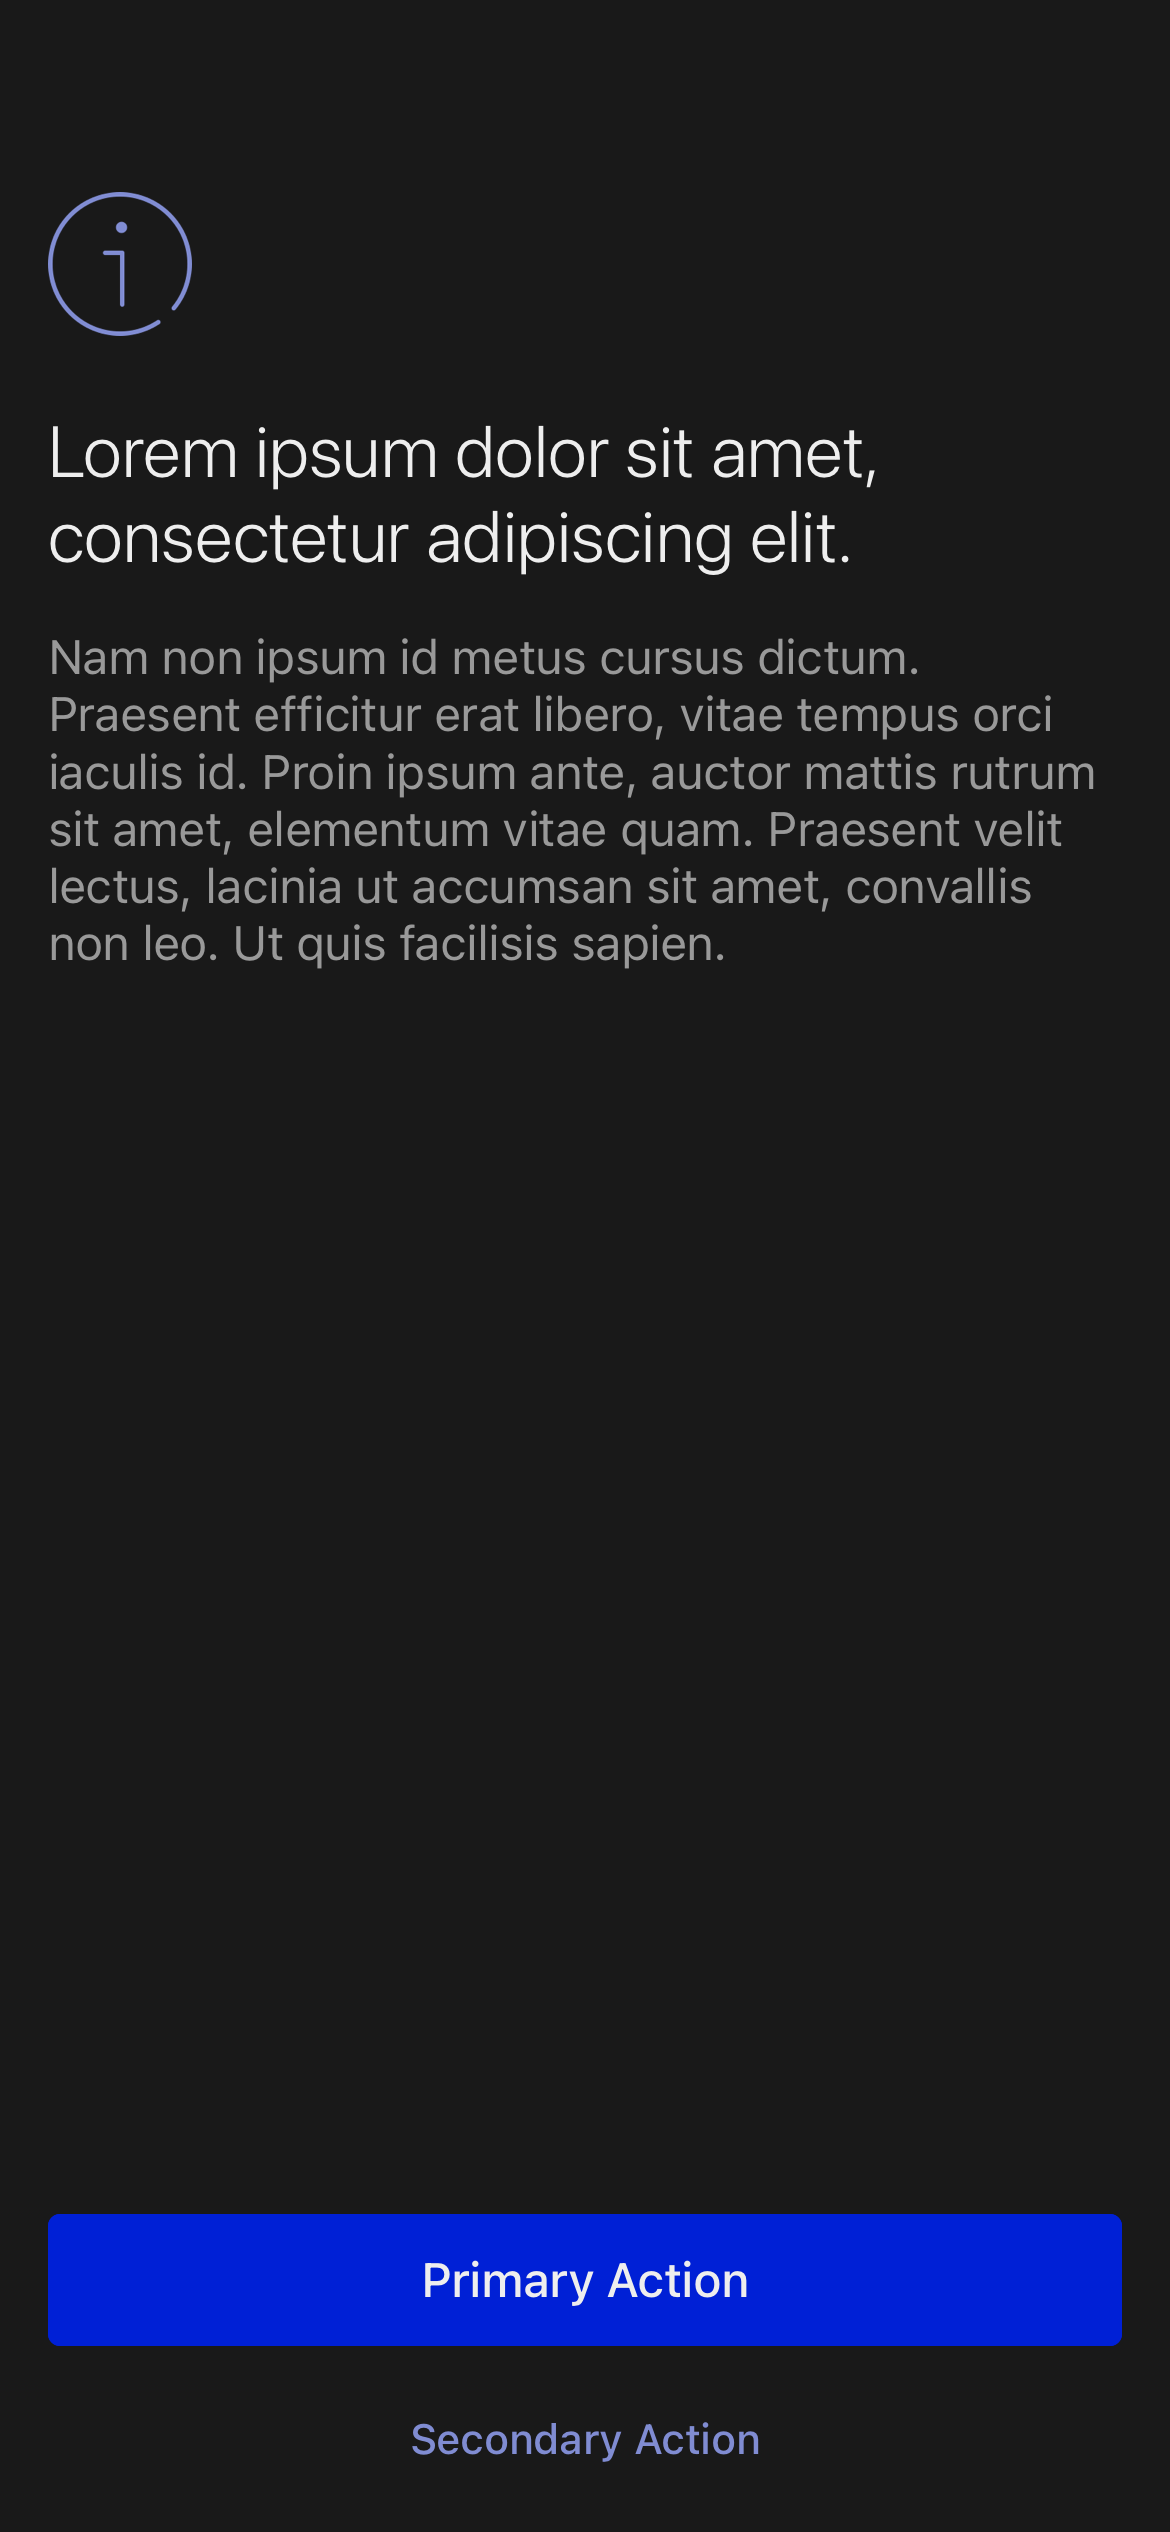 Lorem ipsum dolor sit amet,
consectetur adipiscing elit.
Nam non ipsum id metus cursus dictum.
Praesent efficitur erat libero, vitae tempus orci
iaculis id. Proin ipsum ante, auctor mattis rutrum
sit amet, elementum vitae quam. Praesent velit
lectus, lacinia ut accumsan sit amet, convallis
non leo. Ut quis facilisis sapien.
Primary Action
Secondary Action